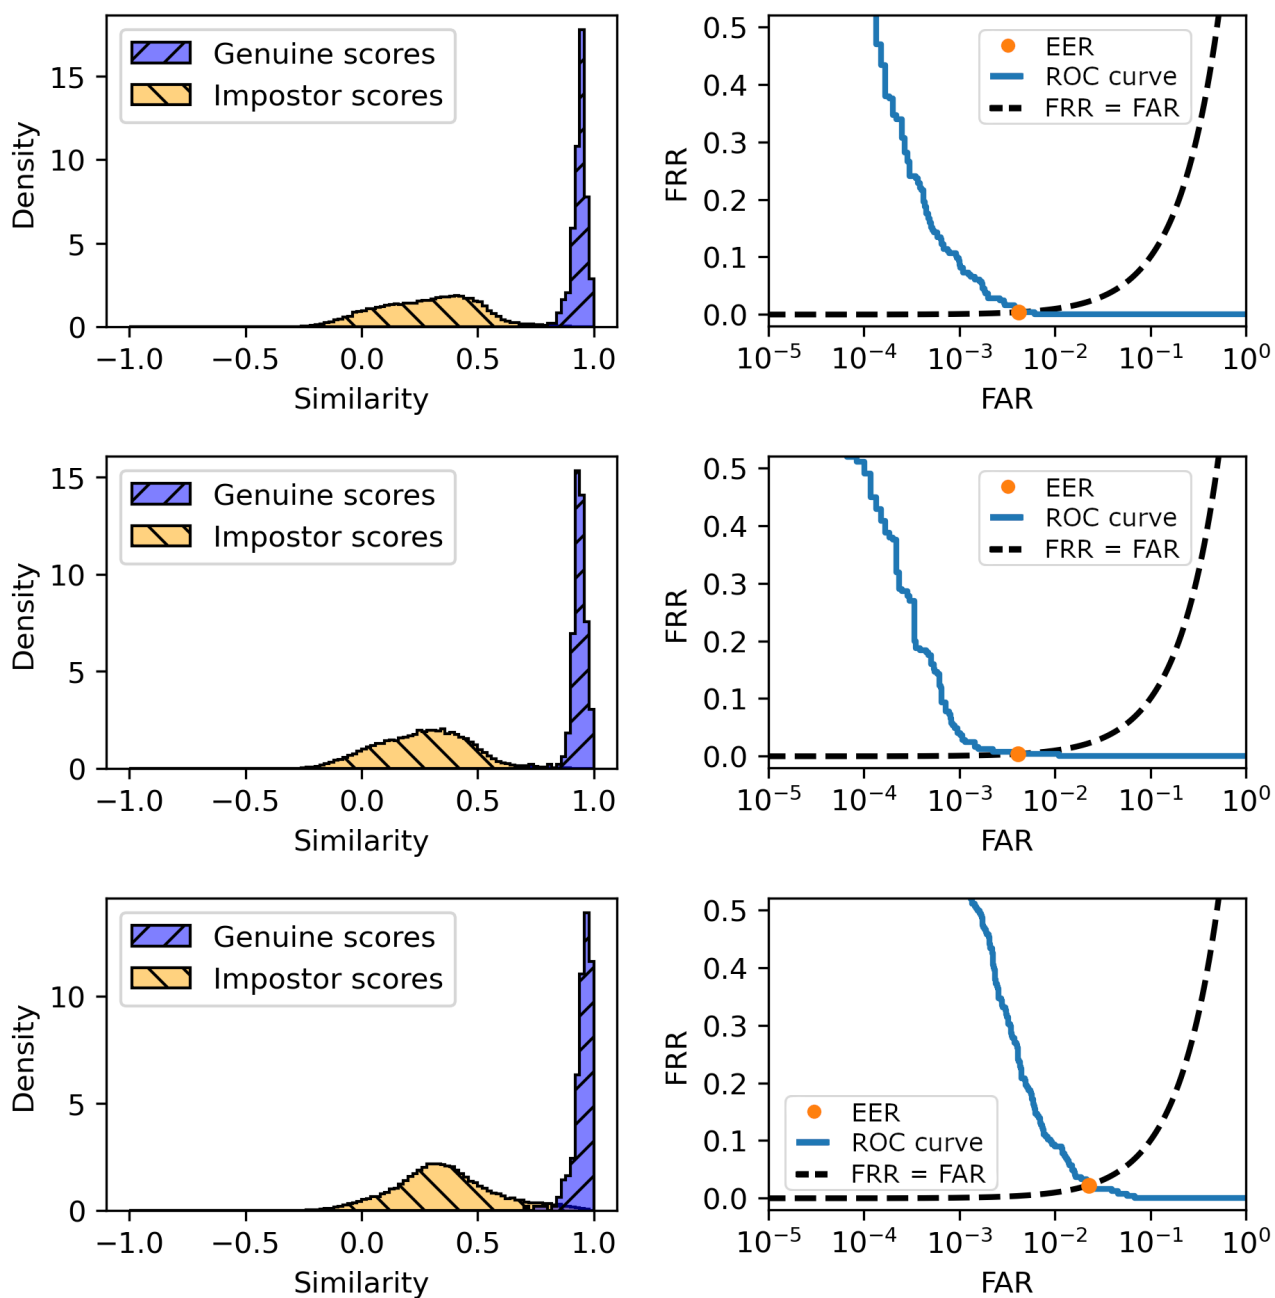 Genuine scores
Impostor scores
Density
15
10
5
0
−1.0 −0.5 0.0 0.5 1.0
Similarity
EER
ROC curve
FRR = FAR
FRR
0.5
0.4
0.3
0.2
0.1
0.0
10⁻⁵ 10⁻⁴ 10⁻³ 10⁻² 10⁻¹ 10⁰
FAR
Genuine scores
Impostor scores
Density
15
10
5
0
−1.0 −0.5 0.0 0.5 1.0
Similarity
EER
ROC curve
FRR = FAR
FRR
0.5
0.4
0.3
0.2
0.1
0.0
10⁻⁵ 10⁻⁴ 10⁻³ 10⁻² 10⁻¹ 10⁰
FAR
Genuine scores
Impostor scores
Density
10
5
0
−1.0 −0.5 0.0 0.5 1.0
Similarity
FRR
0.5
0.4
0.3
0.2
0.1
0.0
EER
ROC curve
FRR = FAR
10⁻⁵ 10⁻⁴ 10⁻³ 10⁻² 10⁻¹ 10⁰
FAR